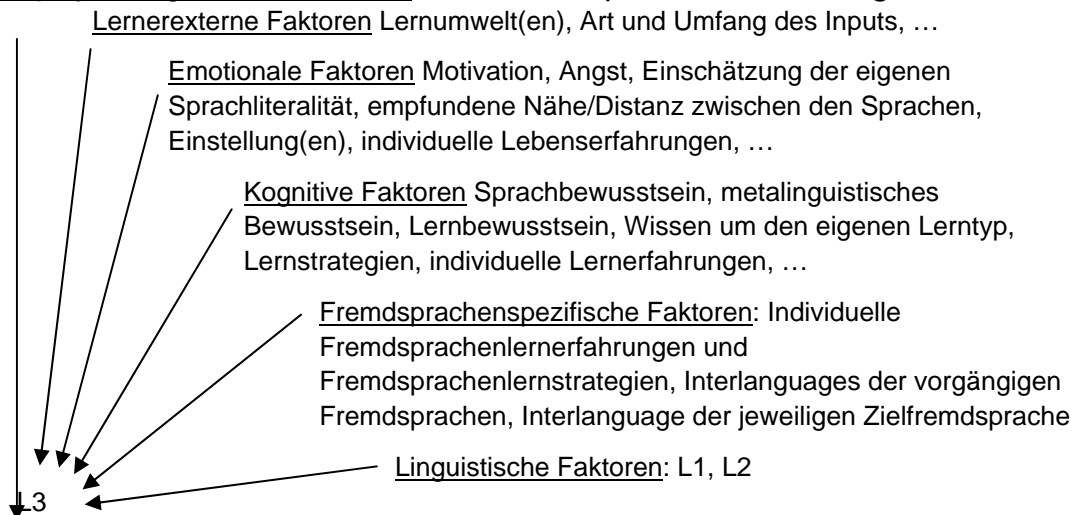 Lernerexterne Faktoren Lernumwelt(en), Art und Umfang des Inputs, …
Emotionale Faktoren Motivation, Angst, Einschätzung der eigenen
Sprachliteralität, empfundene Nähe/Distanz zwischen den Sprachen,
Einstellung(en), individuelle Lebenserfahrungen, …
Kognitive Faktoren Sprachbewusstsein, metalinguistisches
Bewusstsein, Lernbewusstsein, Wissen um den eigenen Lerntyp,
Lernstrategien, individuelle Lernerfahrungen, …
Fremdsprachenspezifische Faktoren: Individuelle
Fremdsprachenlernerfahrungen und
Fremdsprachenlernstrategien, Interlanguages der vorgängigen
Fremdsprachen, Interlanguage der jeweiligen Zielfremdsprache
Linguistische Faktoren: L1, L2
L3